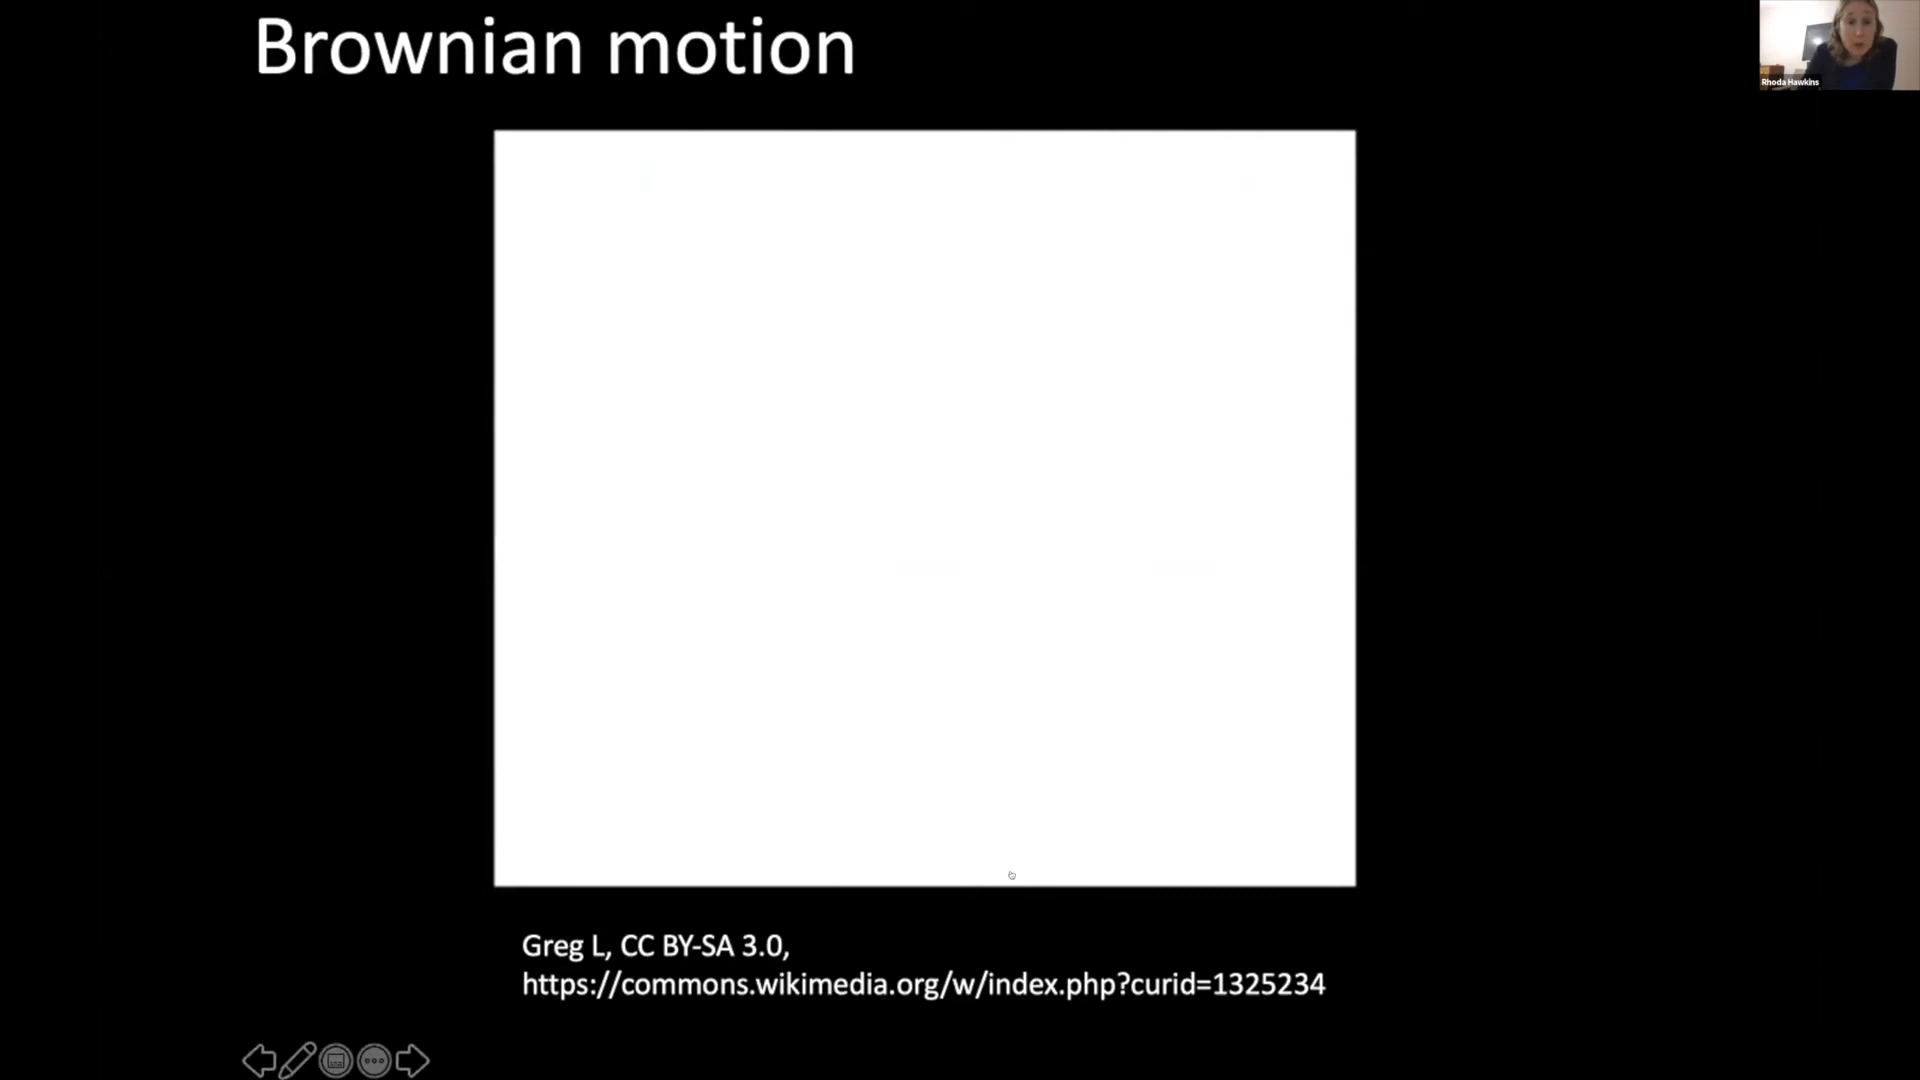 Brownian motion
Rhoda Hawkins
Greg L, CC BY-SA 3.0,
https://commons.wikimedia.org/w/index.php?curid=1325234